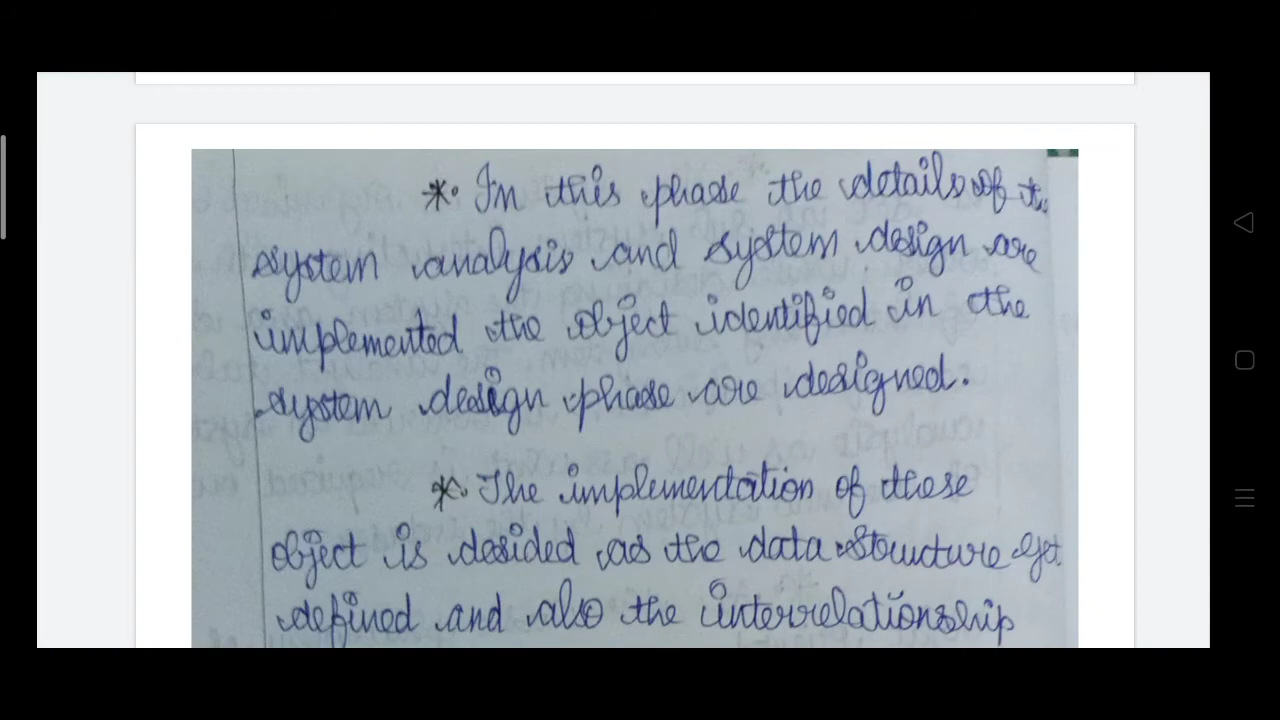 *. In this phase the details of the
system analysis and system design are
implemented the object identified in the
system design phase are designed.
*. The implementation of these
object is desided as the data structure get
defined and also the interrelationship